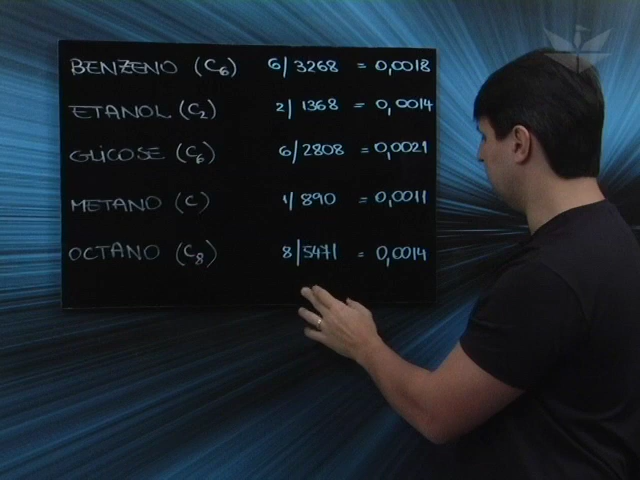 BENZENO (C6) 6/3268 = 0,0018
ETANOL (C2) 2/1368 = 0,0014
GLICOSE (C6) 6/2808 = 0,0021
METANO (C) 1/890 = 0,0011
OCTANO (C8) 8/5471 = 0,0014